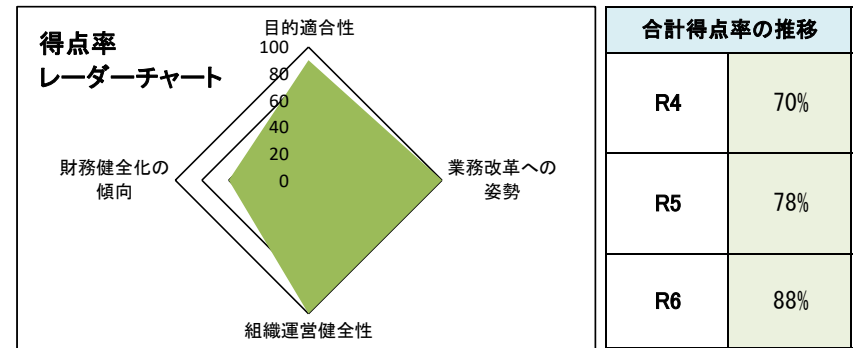 得点率
レーダーチャート
目的適合性
100
80
60
40
20
0
業務改革への
姿勢
組織運営健全性
財務健全化の
傾向
合計得点率の推移
R4 70%
R5 78%
R6 88%